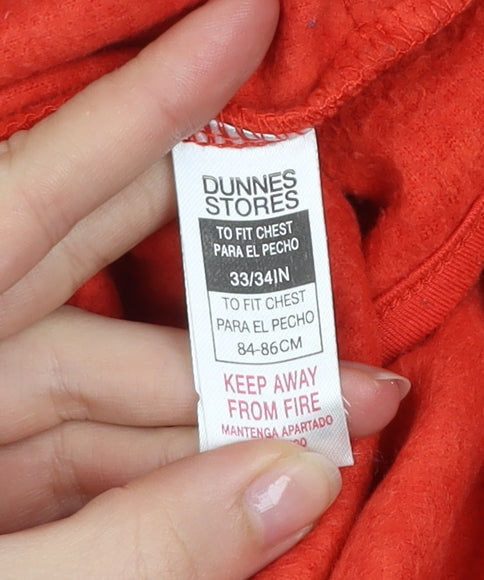 DUNNES
STORES
TO FIT CHEST
PARA EL PECHO
33/34IN
TO FIT CHEST
PARA EL PECHO
84-86CM
KEEP AWAY
FROM FIRE
MANTENGA APARTADO